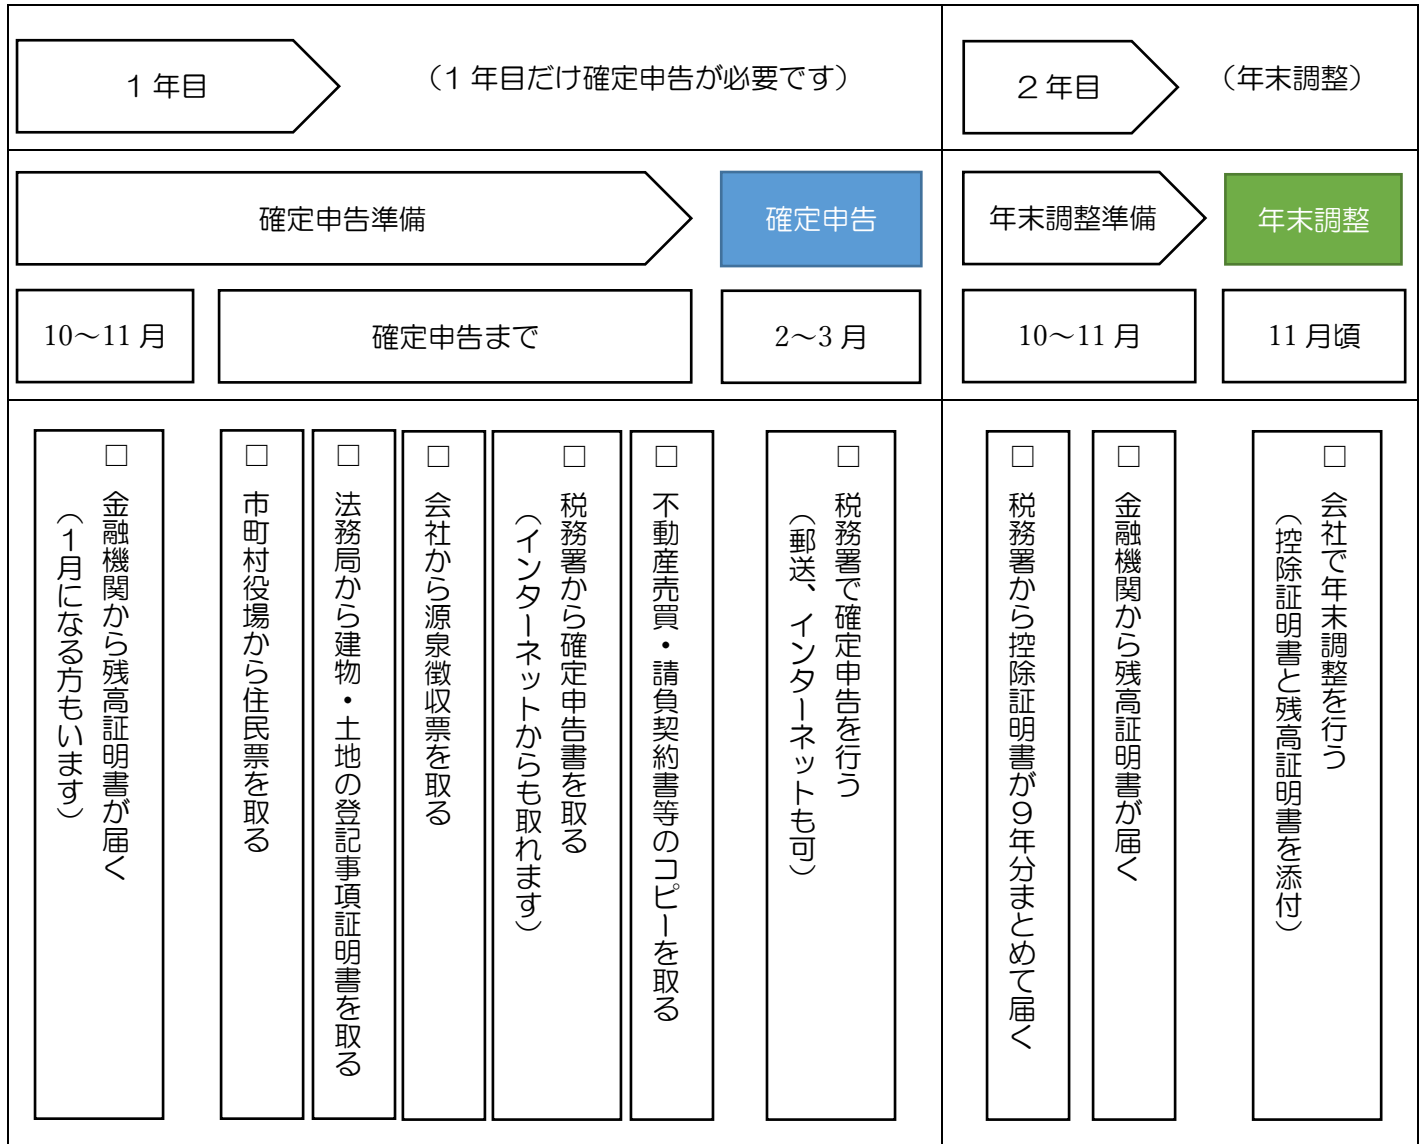 1年目
（1年目だけ確定申告が必要です）
2年目
（年末調整）
確定申告準備
確定申告
年末調整準備
年末調整
10～11月
確定申告まで
2～3月
10～11月
11月頃
□ 金融機関から残高証明書が届く
（1月になる方もいます）
□ 市町村役場から住民票を取る
□ 法務局から建物・土地の登記事項証明書を取る
□ 会社から源泉徴収票を取る
□ 税務署から確定申告書を取る
（インターネットからも取れます）
□ 不動産売買・請負契約書等のコピーを取る
□ 税務署で確定申告を行う
（郵送、インターネットも可）
□ 税務署から控除証明書が9年分まとめて届く
□ 金融機関から残高証明書が届く
□ 会社で年末調整を行う
（控除証明書と残高証明書を添付）